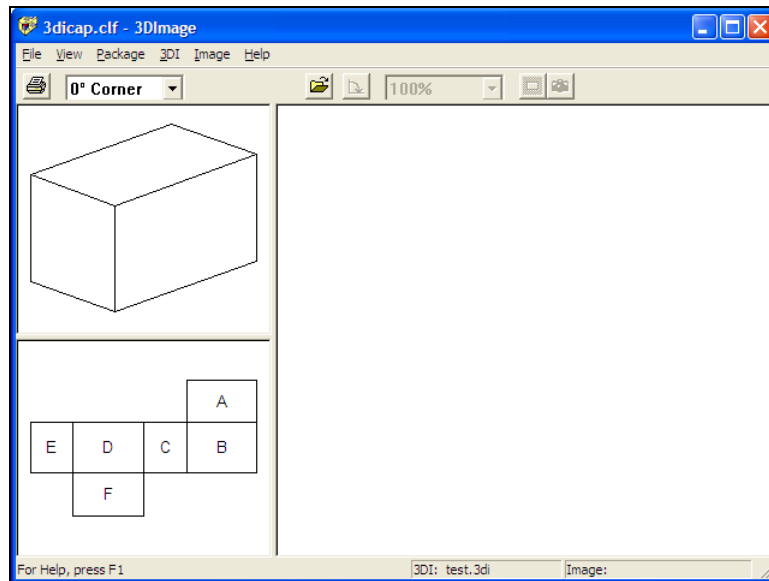 3dicap.clf - 3DImage
File View Package 3DI Image Help
0° Corner 100%
A
E D C B
F
For Help, press F1 3DI: test.3di Image: